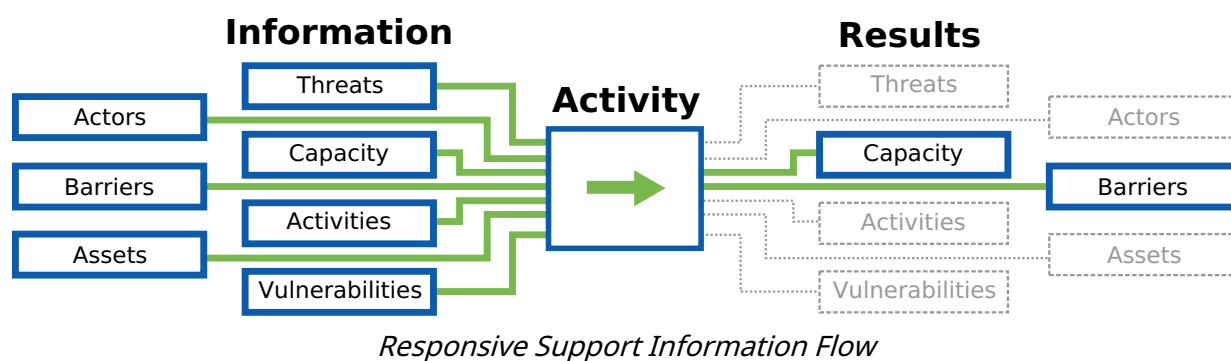 Information
Results
Activity
Threats
Actors
Capacity
Barriers
Activities
Assets
Vulnerabilities
Threats
Actors
Capacity
Barriers
Activities
Assets
Vulnerabilities
Responsive Support Information Flow